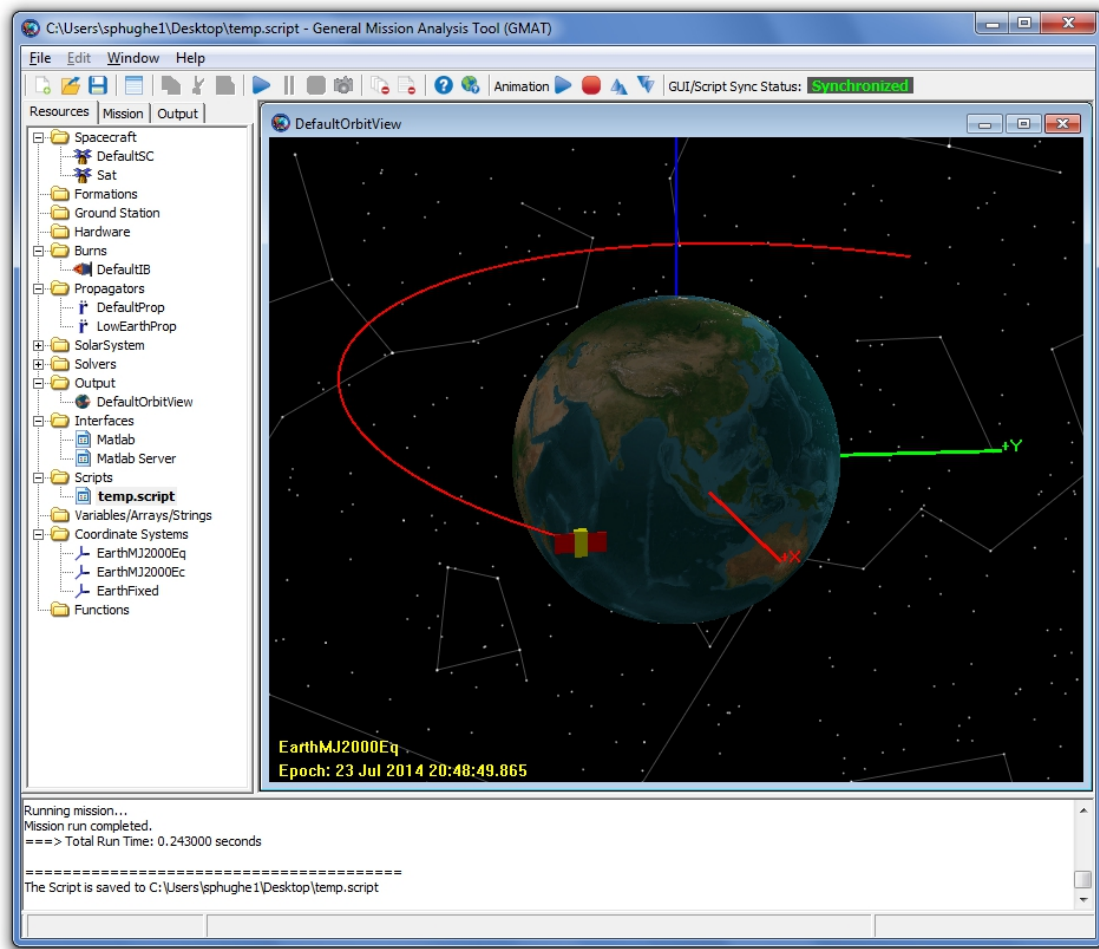 C:\Users\sphughe1\Desktop\temp.script - General Mission Analysis Tool (GMAT)
File Edit Window Help
Animation GUI/Script Sync Status: Synchronized
Resources Mission Output
DefaultOrbitView
Spacecraft
DefaultSC
Sat
Formations
Ground Station
Hardware
Burns
DefaultIB
Propagators
DefaultProp
LowEarthProp
SolarSystem
Solvers
Output
DefaultOrbitView
Interfaces
Matlab
Matlab Server
Scripts
temp.script
Variables/Arrays/Strings
Coordinate Systems
EarthMJ2000Eq
EarthMJ2000Ec
EarthFixed
Functions
+Y
+X
EarthMJ2000Eq
Epoch: 23 Jul 2014 20:48:49.865
Running mission...
Mission run completed.
===> Total Run Time: 0.243000 seconds
========================================
The Script is saved to C:\Users\sphughe1\Desktop\temp.script